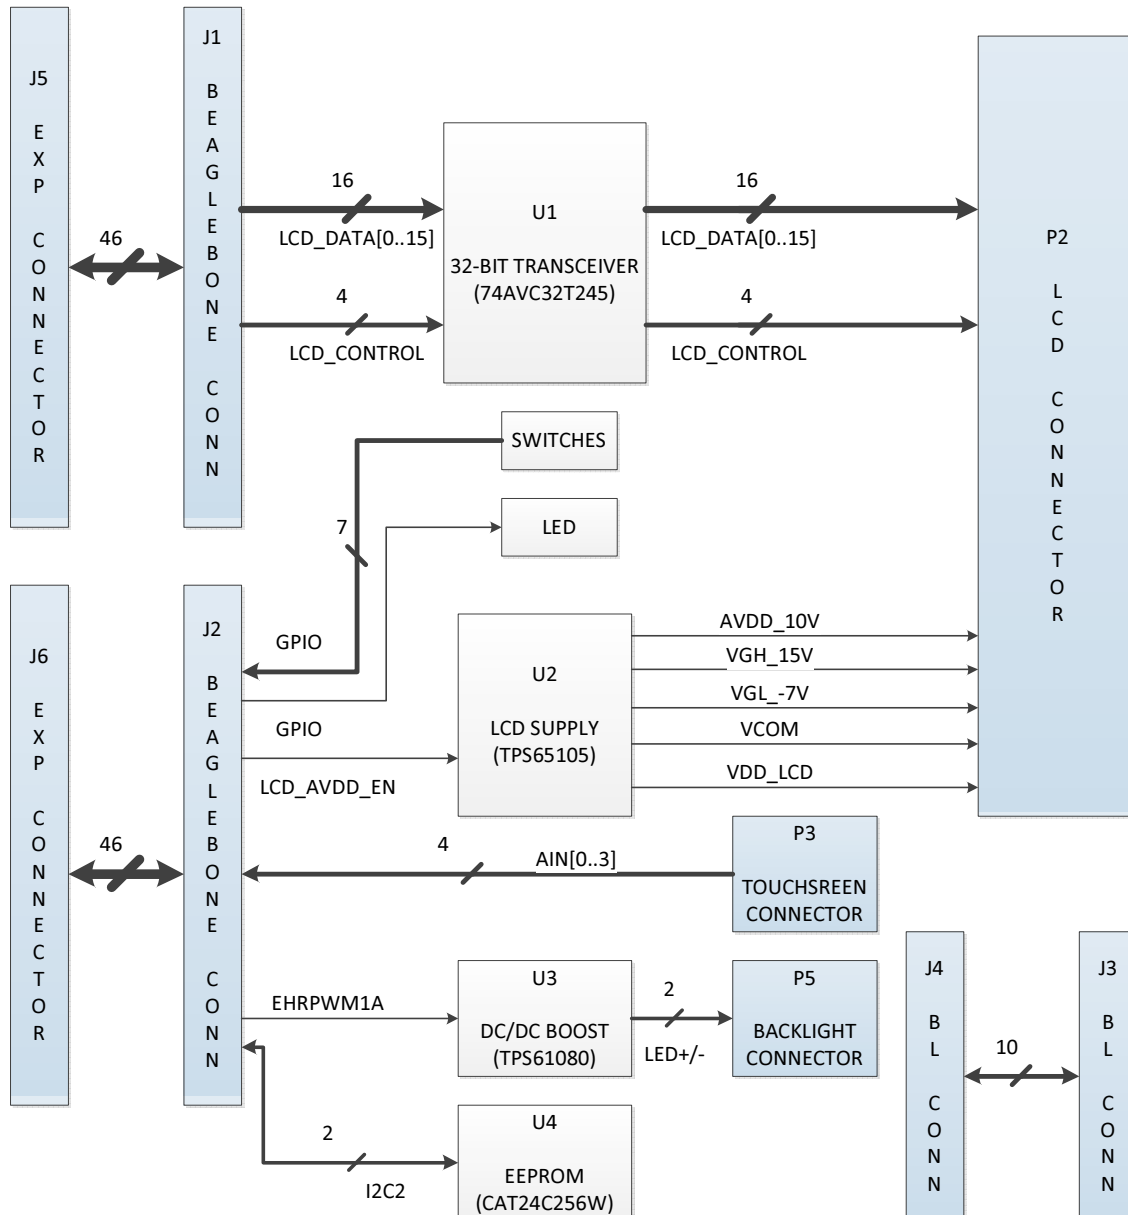 J5
EXP CONNECTOR
46
J1
BEAGLEBONE CONN
16
LCD_DATA[0..15]
4
LCD_CONTROL
U1
32-BIT TRANSCEIVER
(74AVC32T245)
16
LCD_DATA[0..15]
4
LCD_CONTROL
P2
LCD CONNECTOR
SWITCHES
LED
7
GPIO
GPIO
LCD_AVDD_EN
J6
EXP CONNECTOR
46
J2
BEAGLEBONE CONN
U2
LCD SUPPLY
(TPS65105)
AVDD_10V
VGH_15V
VGL_-7V
VCOM
VDD_LCD
4
AIN[0..3]
P3
TOUCHSREEN
CONNECTOR
EHRPWM1A
U3
DC/DC BOOST
(TPS61080)
2
LED+/-
P5
BACKLIGHT
CONNECTOR
2
I2C2
U4
EEPROM
(CAT24C256W)
J4
BL CONN
10
J3
BL CONN